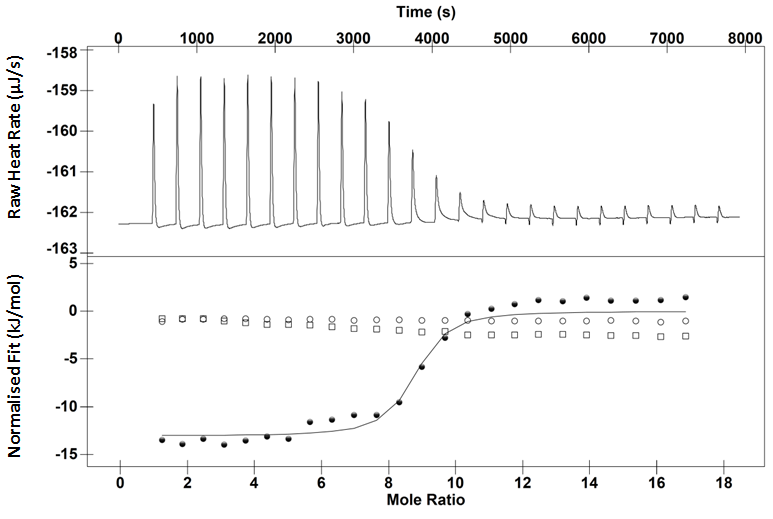 Time (s)
0 1000 2000 3000 4000 5000 6000 7000 8000
Raw Heat Rate (µJ/s)
-158
-159
-160
-161
-162
-163
Normalised Fit (kJ/mol)
5
0
-5
-10
-15
0 2 4 6 8 10 12 14 16 18
Mole Ratio